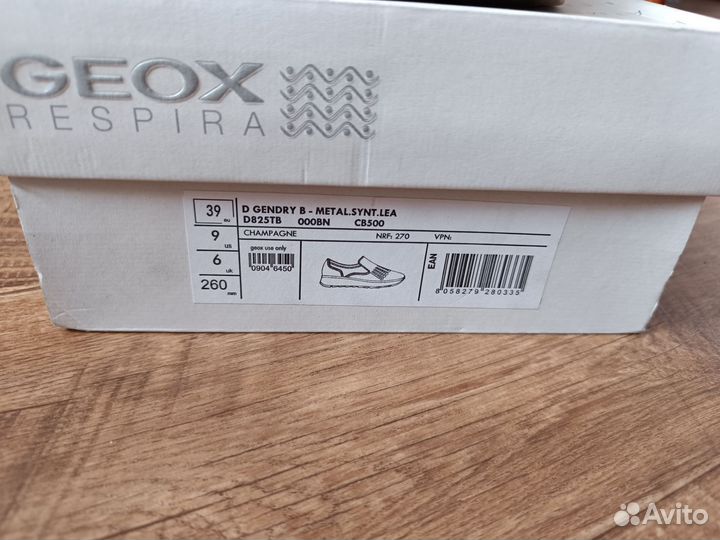 GEOX
RESPIRA
39 eu
9 us
6 uk
260 mm
D GENDRY B - METAL.SYNT.LEA
D825TB 000BN CB500
CHAMPAGNE NRF: 270 VPN:
geox use only
0904 6450
EAN
8 058279 280335
Avito